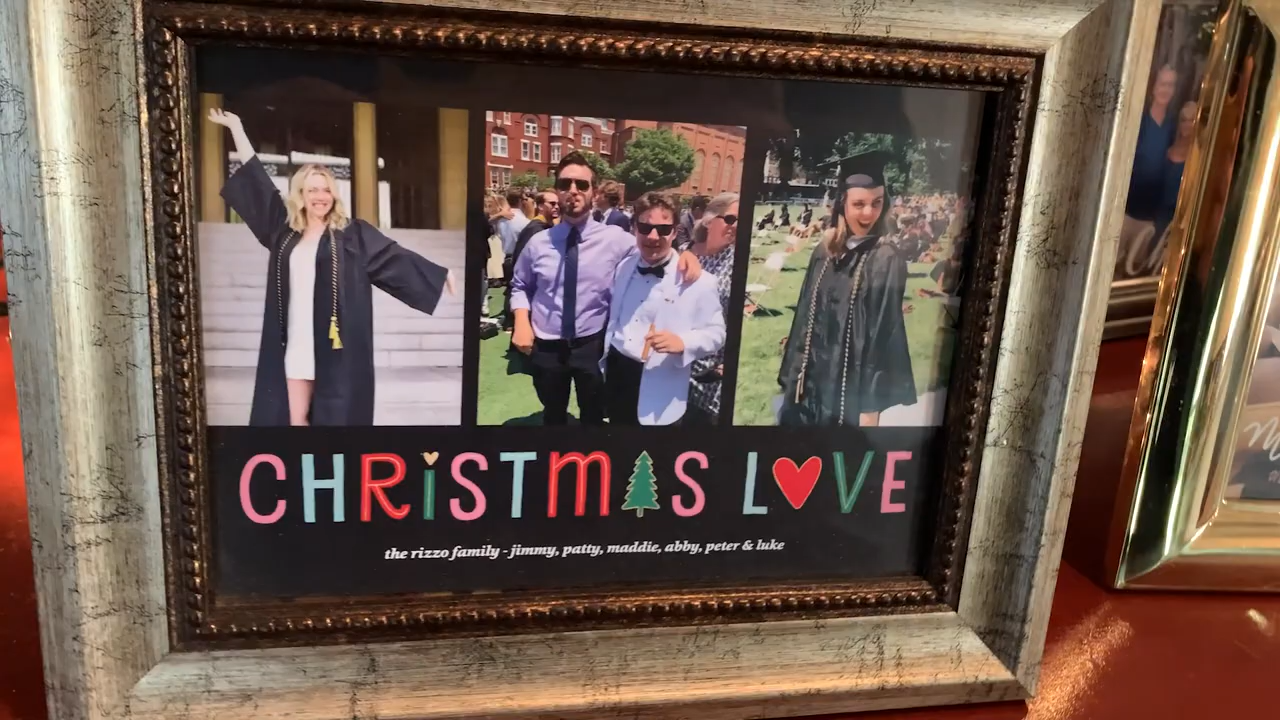 CHRiSTMAS LOVE
the rizzo family - jimmy, patty, maddie, abby, peter & luke